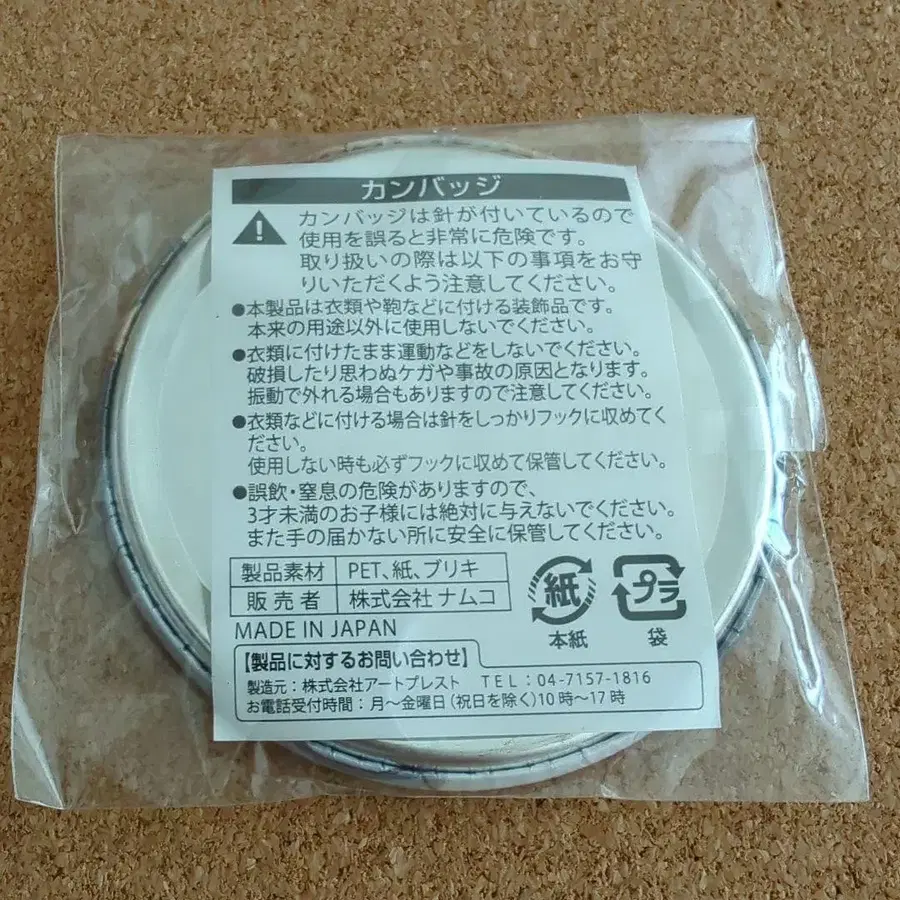 カンバッジ
カンバッジは針が付いているので
使用を誤ると非常に危険です。
取り扱いの際は以下の事項をお守
りいただくよう注意してください。
●本製品は衣類や鞄などに付ける装飾品です。
本来の用途以外に使用しないでください。
●衣類に付けたまま運動などをしないでください。
破損したり思わぬケガや事故の原因となります。
振動で外れる場合もありますので注意してください。
●衣類などに付ける場合は針をしっかりフックに収めてく
ださい。
使用しない時も必ずフックに収めて保管してください。
●誤飲・窒息の危険がありますので、
3才未満のお子様には絶対に与えないでください。
また手の届かない所に安全に保管してください。
製品素材 PET、紙、ブリキ
販売者 株式会社ナムコ
紙
本紙
プラ
袋
MADE IN JAPAN
【製品に対するお問い合わせ】
製造元：株式会社アートプレスト TEL：04-7157-1816
お電話受付時間：月～金曜日（祝日を除く）10時～17時